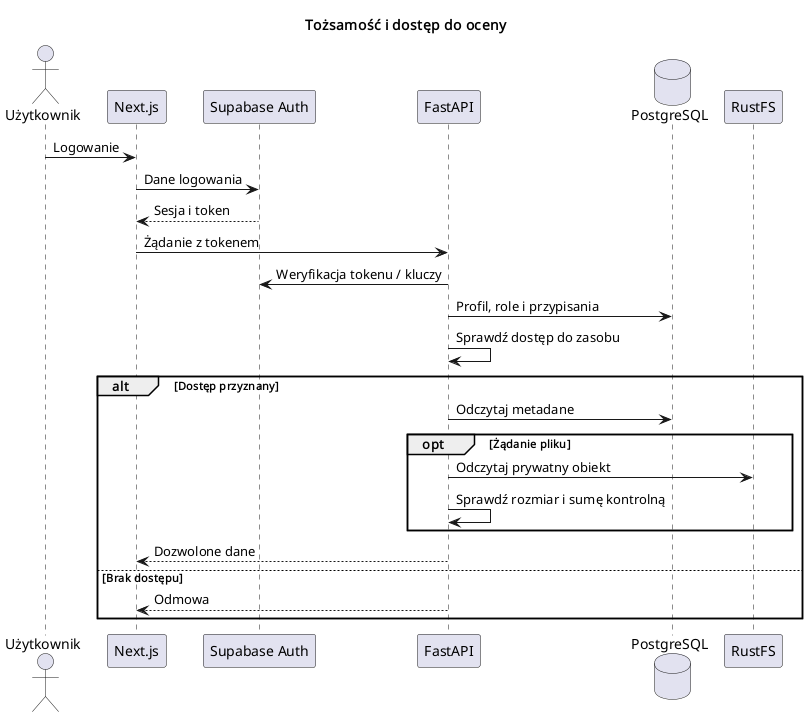 Tożsamość i dostęp do oceny
Użytkownik
Next.js
Supabase Auth
FastAPI
PostgreSQL
RustFS
Logowanie
Dane logowania
Sesja i token
Żądanie z tokenem
Weryfikacja tokenu / kluczy
Profil, role i przypisania
Sprawdź dostęp do zasobu
alt [Dostęp przyznany]
Odczytaj metadane
opt [Żądanie pliku]
Odczytaj prywatny obiekt
Sprawdź rozmiar i sumę kontrolną
Dozwolone dane
[Brak dostępu]
Odmowa
Użytkownik
Next.js
Supabase Auth
FastAPI
PostgreSQL
RustFS